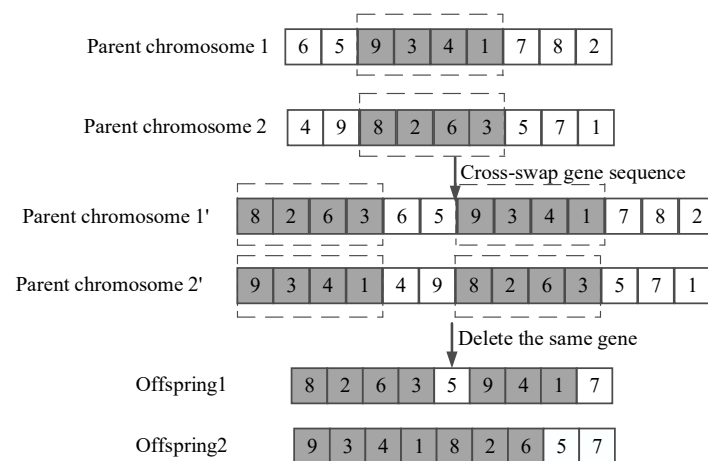 Parent chromosome 1 6 5 9 3 4 1 7 8 2
Parent chromosome 2 4 9 8 2 6 3 5 7 1
Cross-swap gene sequence
Parent chromosome 1' 8 2 6 3 6 5 9 3 4 1 7 8 2
Parent chromosome 2' 9 3 4 1 4 9 8 2 6 3 5 7 1
Delete the same gene
Offspring1 8 2 6 3 5 9 4 1 7
Offspring2 9 3 4 1 8 2 6 5 7